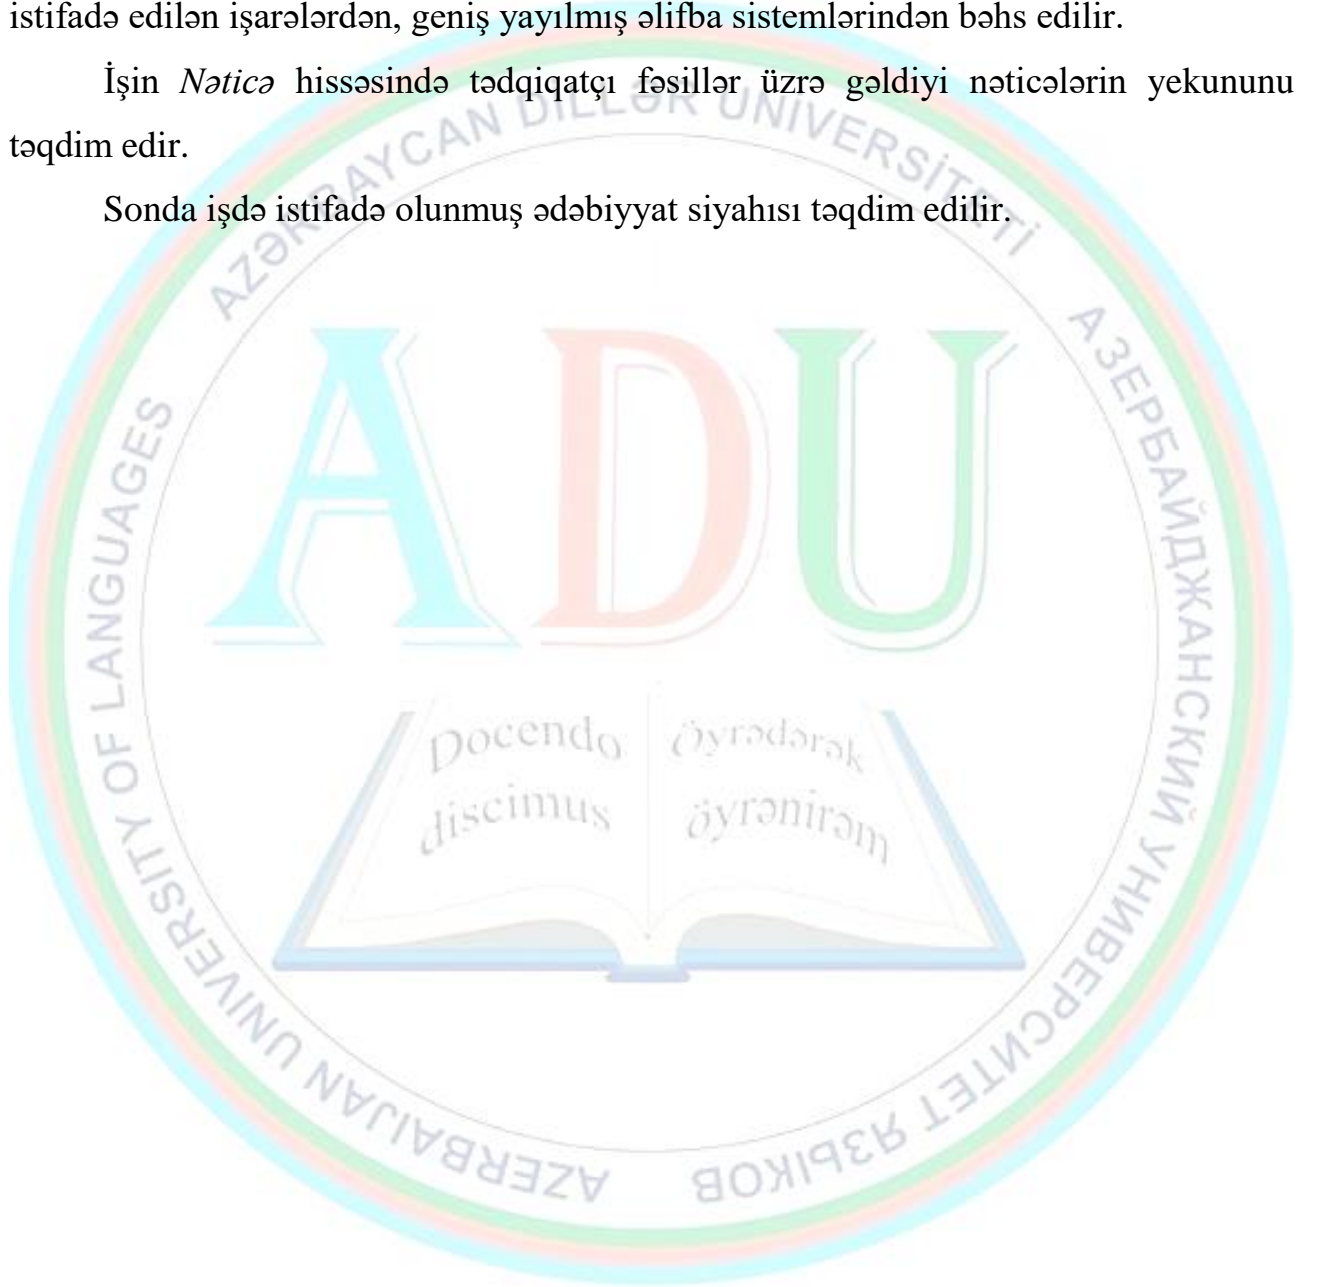 istifadə edilən işarələrdən, geniş yayılmış əlifba sistemlərindən bəhs edilir.
İşin Nəticə hissəsində tədqiqatçı fəsillər üzrə gəldiyi nəticələrin yekununu
təqdim edir.
Sonda işdə istifadə olunmuş ədəbiyyat siyahısı təqdim edilir.
AZƏRBAYCAN DİLLƏR UNİVERSİTETİ
АЗЕРБАЙДЖАНСКИЙ УНИВЕРСИТЕТ ЯЗЫКОВ
AZERBAIJAN UNIVERSITY OF LANGUAGES
ADU
Docendo
discimus
Öyrədərək
öyrənirəm